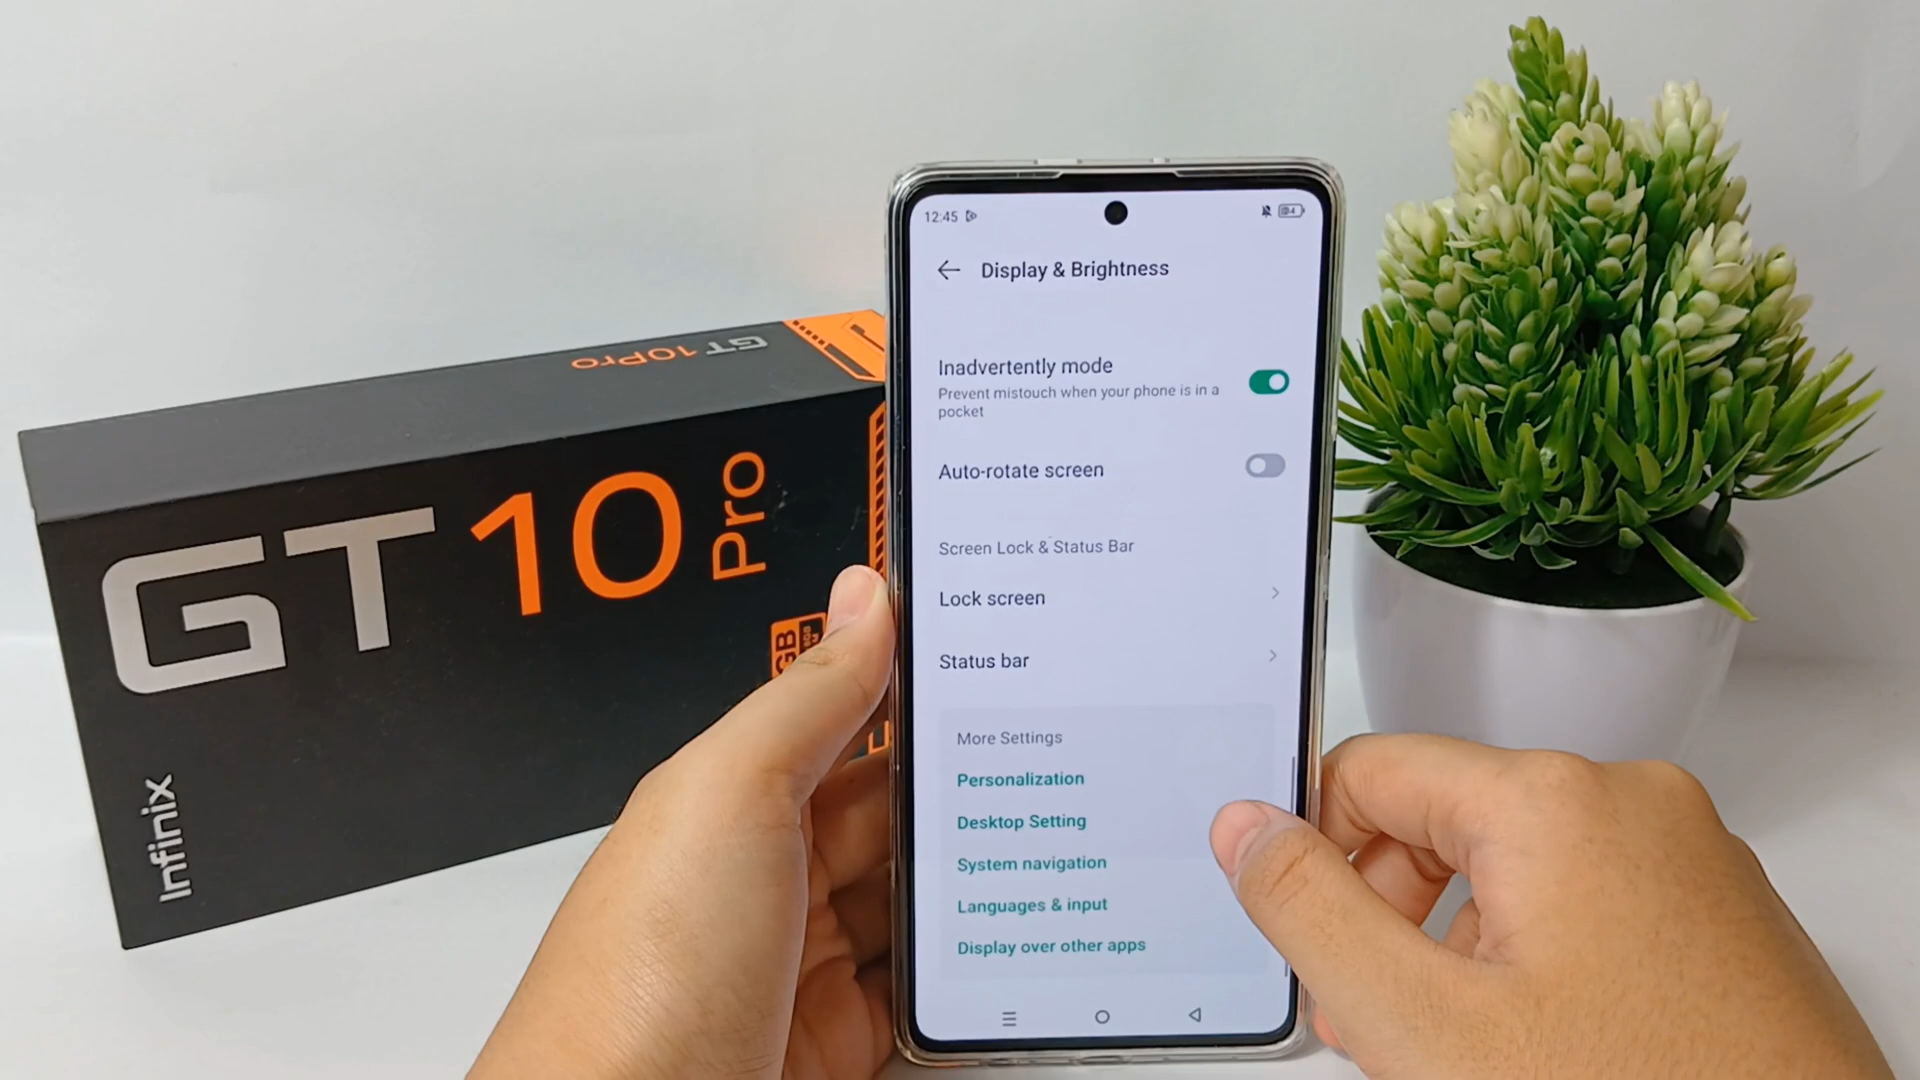 GT 10Pro
GT 10 Pro
Infinix
GB
12:45
Display & Brightness
Inadvertently mode
Prevent mistouch when your phone is in a
pocket
Auto-rotate screen
Screen Lock & Status Bar
Lock screen
Status bar
More Settings
Personalization
Desktop Setting
System navigation
Languages & input
Display over other apps